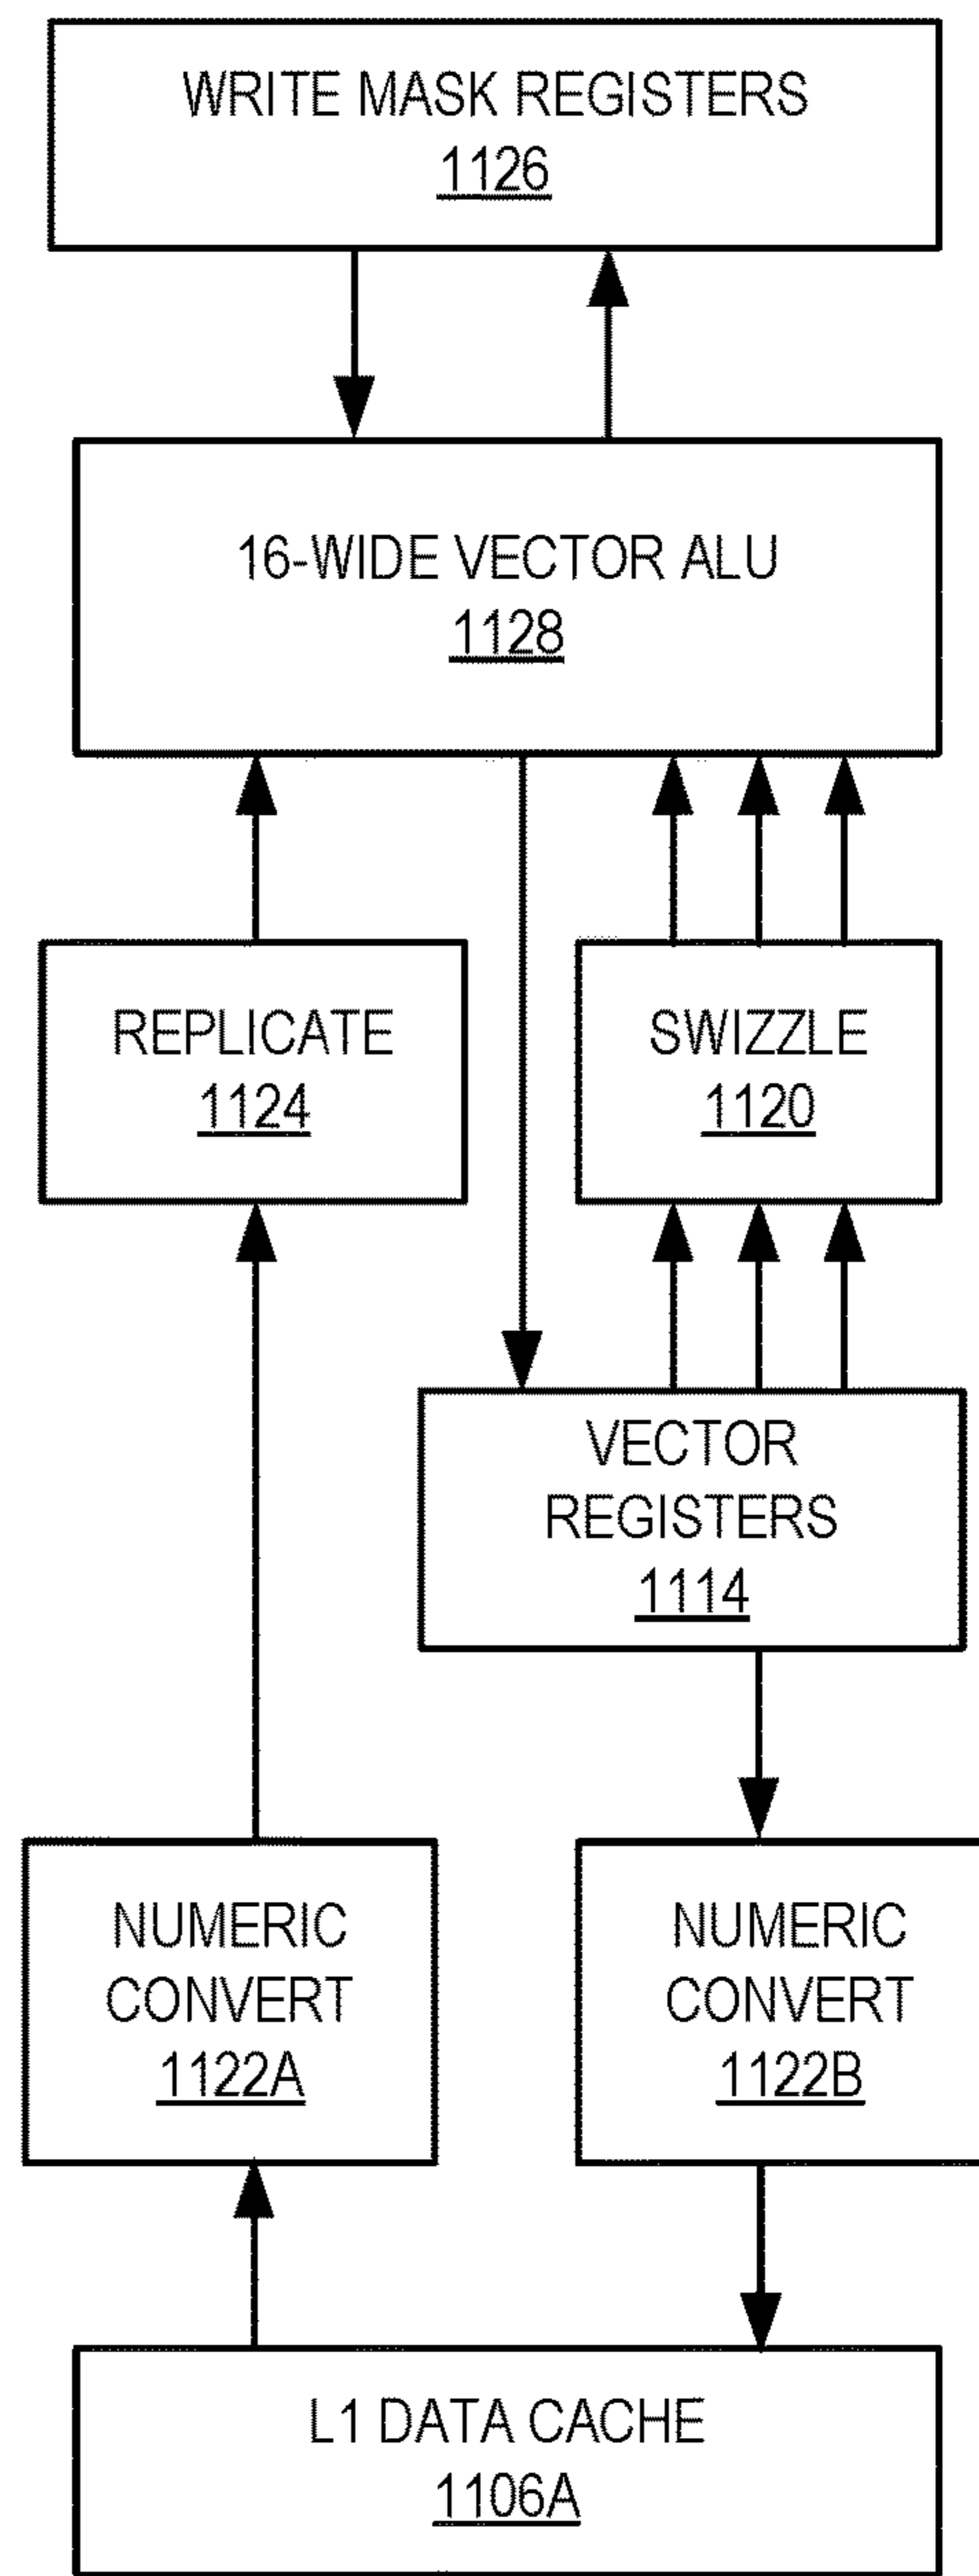 WRITE MASK REGISTERS
1126
16-WIDE VECTOR ALU
1128
REPLICATE
1124
SWIZZLE
1120
VECTOR
REGISTERS
1114
NUMERIC
CONVERT
1122A
NUMERIC
CONVERT
1122B
L1 DATA CACHE
1106A